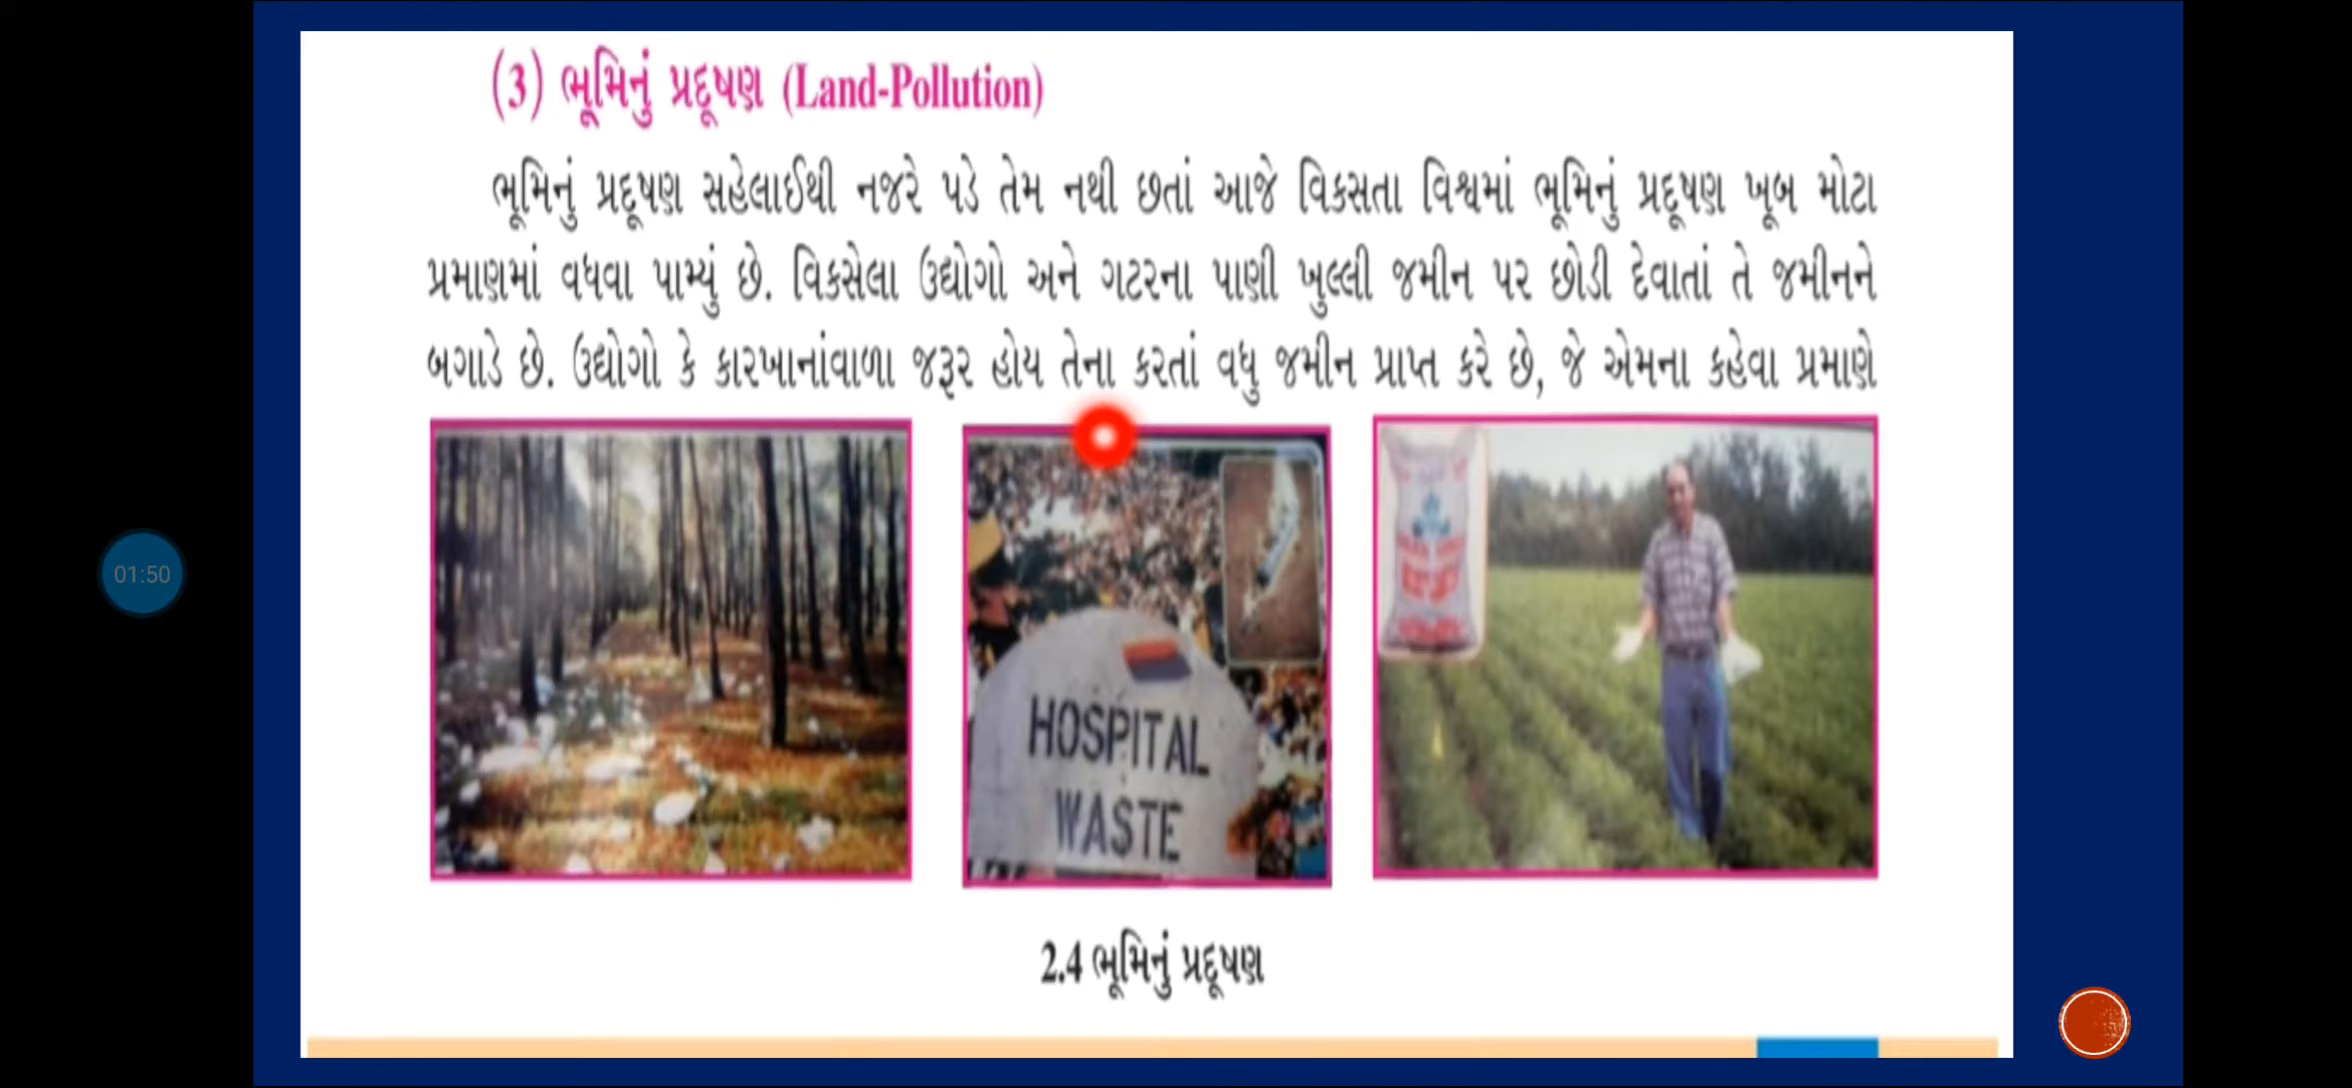 (3) ભૂમિનું પ્રદૂષણ (Land-Pollution)
ભૂમિનું પ્રદૂષણ સહેલાઈથી નજરે પડે તેમ નથી છતાં આજે વિકસતા વિશ્વમાં ભૂમિનું પ્રદૂષણ ખૂબ મોટા
પ્રમાણમાં વધવા પામ્યું છે. વિકસેલા ઉદ્યોગો અને ગટરના પાણી ખુલ્લી જમીન પર છોડી દેવાતાં તે જમીનને
બગાડે છે. ઉદ્યોગો કે કારખાનાંવાળા જરૂર હોય તેના કરતાં વધુ જમીન પ્રાપ્ત કરે છે, જે એમના કહેવા પ્રમાણે
01:50
HOSPITAL
WASTE
2.4 ભૂમિનું પ્રદૂષણ